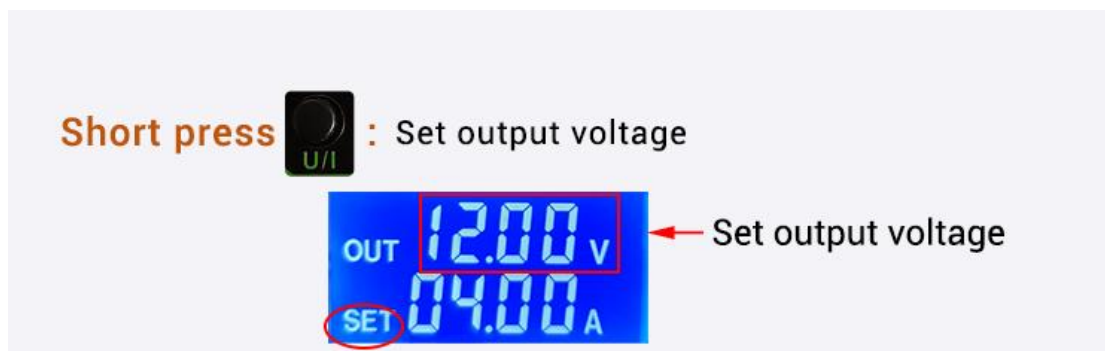 Short press U/I : Set output voltage
OUT 12.00 V
Set output voltage
SET 04.00 A